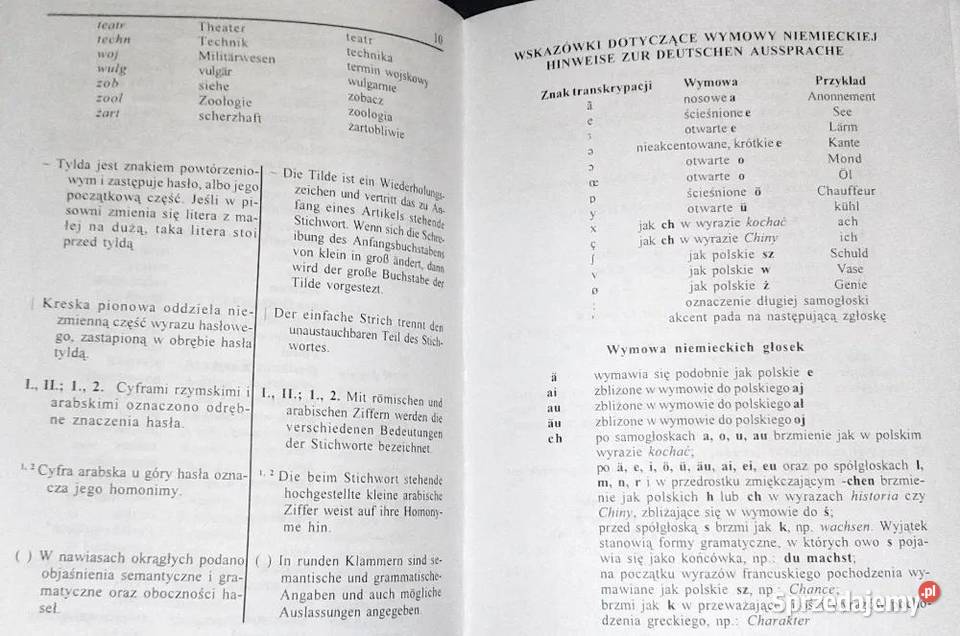 teatr Theater teatr 10
techn Technik technika
woj Militärwesen termin wojskowy
wulg vulgär wulgarnie
zob siehe zobacz
zool Zoologie zoologia
żart scherzhaft żartobliwie
– Tylda jest znakiem powtórzenio-
wym i zastępuje hasło, albo jego
początkową część. Jeśli w pi-
sowni zmienia się litera z ma-
łej na dużą, taka litera stoi
przed tyldą
– Die Tilde ist ein Wiederholungs-
zeichen und vertritt das zu An-
fang eines Artikels stehende
Stichwort. Wenn sich die Schrei-
bung des Anfangsbuchstabens
von klein in groß ändert, dann
wird der große Buchstabe der
Tilde vorgestezt.
| Kreska pionowa oddziela nie-
zmienną część wyrazu hasłowe-
go, zastąpioną w obrębie hasła
tyldą.
| Der einfache Strich trennt den
unaustauchbaren Teil des Stich-
wortes.
I., II.; 1., 2. Cyframi rzymskimi i
arabskimi oznaczono odręb-
ne znaczenia hasła.
I., II.; 1., 2. Mit römischen und
arabischen Ziffern werden die
verschiedenen Bedeutungen
der Stichworte bezeichnet.
1, 2 Cyfra arabska u góry hasła ozna-
cza jego homonimy.
1, 2 Die beim Stichwort stehende
hochgestellte kleine arabische
Ziffer weist auf ihre Homony-
me hin.
( ) W nawiasach okrągłych podano
objaśnienia semantyczne i gra-
matyczne oraz oboczności ha-
seł.
( ) In runden Klammern sind se-
mantische und grammatische-
Angaben und auch mögliche
Auslassungen angegeben.
WSKAZÓWKI DOTYCZĄCE WYMOWY NIEMIECKIEJ
HINWEISE ZUR DEUTSCHEN AUSSPRACHE
Znak transkrypacji Wymowa Przykład
ã nosowe a Anonnement
e ścieśnione e See
otwarte e Lärm
nieakcentowane, krótkie e Kante
ɔ otwarte o Mond
œ otwarte o Öl
ścieśnione ö Chauffeur
y otwarte ü kühl
x jak ch w wyrazie kochać ach
ç jak ch w wyrazie Chiny ich
ʃ jak polskie sz Schuld
v jak polskie w Vase
jak polskie ż Genie
: oznaczenie długiej samogłoski
akcent pada na następującą zgłoskę
Wymowa niemieckich głosek
ä wymawia się podobnie jak polskie e
ai zbliżone w wymowie do polskiego aj
au zbliżone w wymowie do polskiego ał
äu zbliżone w wymowie do polskiego oj
ch po samogłoskach a, o, u, au brzmienie jak w polskim
wyrazie kochać;
po ä, e, i, ö, ü, äu, ai, ei, eu oraz po spółgłoskach l,
m, n, r i w przedrostku zmiękczającym -chen brzmie-
nie jak polskich h lub ch w wyrazach historia czy
Chiny, zbliżające się w wymowie do ś;
przed spółgłoską s brzmi jak k, np. wachsen. Wyjątek
stanowią formy gramatyczne, w których owo s poja-
wia się jako końcówka, np.: du machst;
na początku wyrazów francuskiego pochodzenia wy-
mawiane jak polskie sz, np.: Chance;
brzmi jak k w przeważającej
dzenia greckiego, np.: Charakter
Sprzedajemy.pl